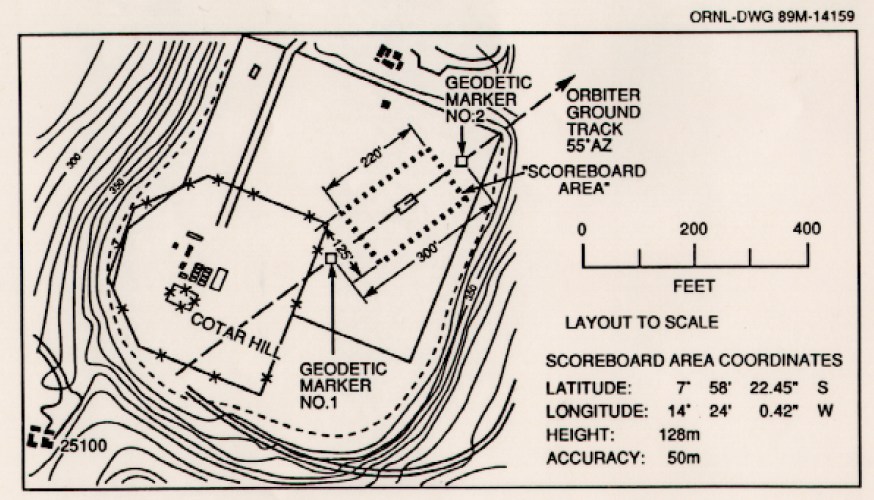 ORNL-DWG 89M-14159
GEODETIC
MARKER
NO:2
ORBITER
GROUND
TRACK
55°AZ
300
350
220'
"SCOREBOARD
AREA"
125'
300'
0 200 400
FEET
350
LAYOUT TO SCALE
COTAR HILL
GEODETIC
MARKER
NO.1
SCOREBOARD AREA COORDINATES
LATITUDE: 7° 58' 22.45" S
LONGITUDE: 14° 24' 0.42" W
HEIGHT: 128m
ACCURACY: 50m
25100